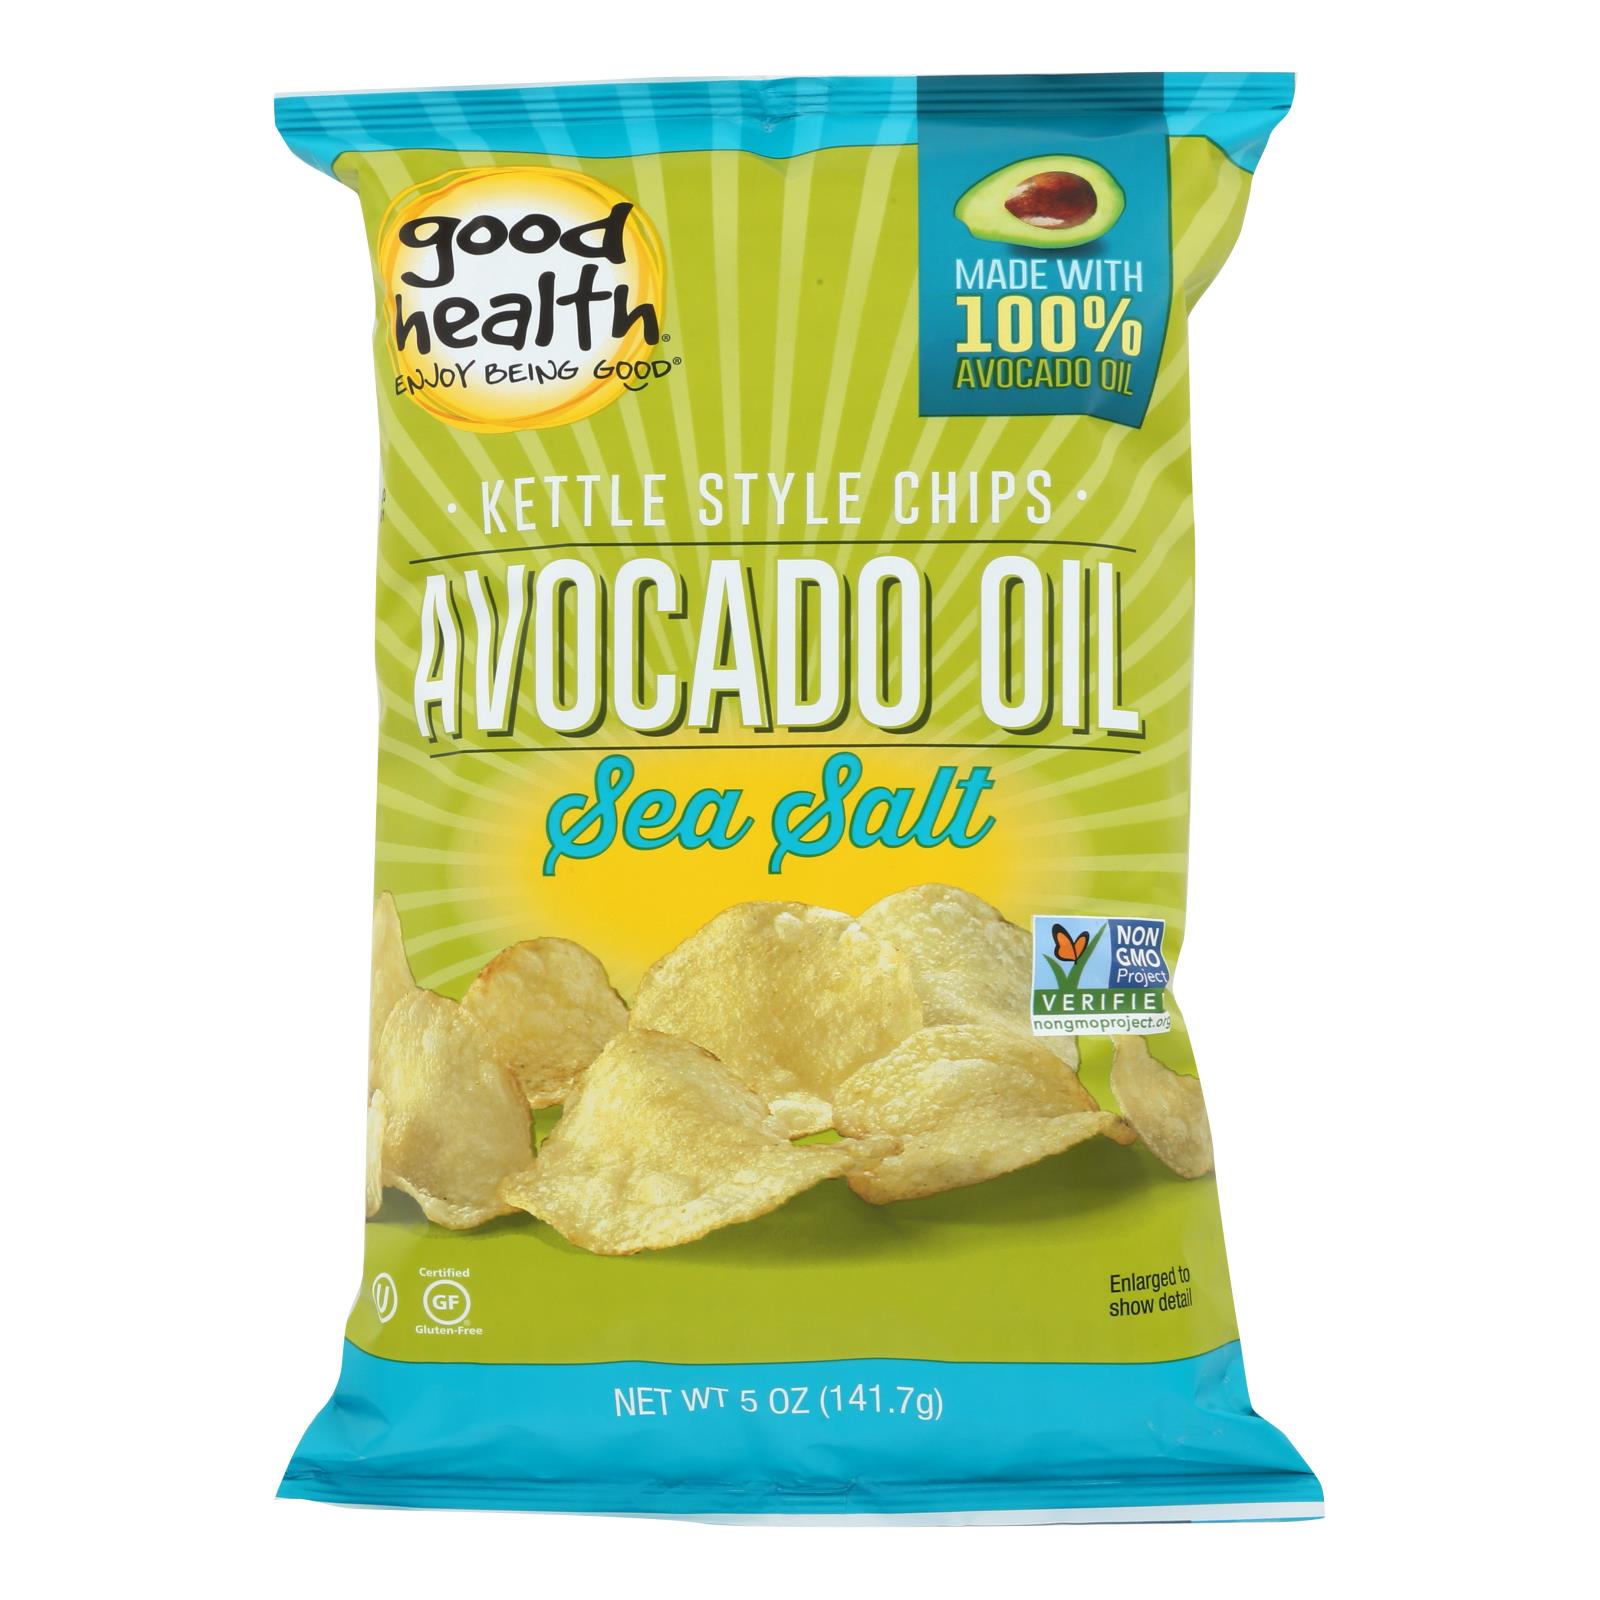 good
health®
ENJOY BEING GOOD®
MADE WITH
100%
AVOCADO OIL
· KETTLE STYLE CHIPS ·
AVOCADO OIL
Sea Salt
NON
GMO
Project
VERIFIED
nongmoproject.org
U
Certified
GF®
Gluten-Free
Enlarged to
show detail
NET WT 5 OZ (141.7g)